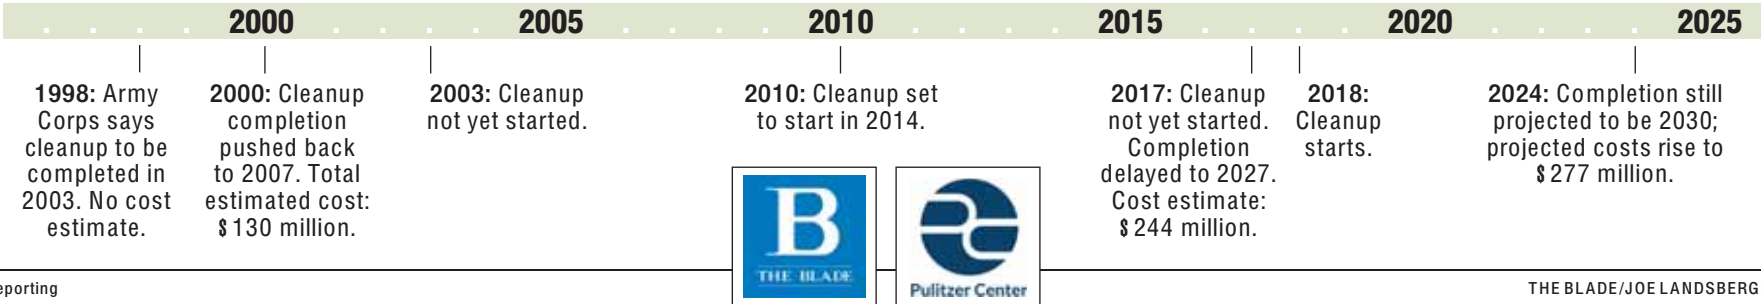 2000 2005 2010 2015 2020 2025
1998: Army
Corps says
cleanup to be
completed in
2003. No cost
estimate.
2000: Cleanup
completion
pushed back
to 2007. Total
estimated cost:
$130 million.
2003: Cleanup
not yet started.
2010: Cleanup set
to start in 2014.
2017: Cleanup
not yet started.
Completion
delayed to 2027.
Cost estimate:
$244 million.
2018:
Cleanup
starts.
2024: Completion still
projected to be 2030;
projected costs rise to
$277 million.
B
THE BLADE
Pulitzer Center
eporting
THE BLADE/JOE LANDSBERGER